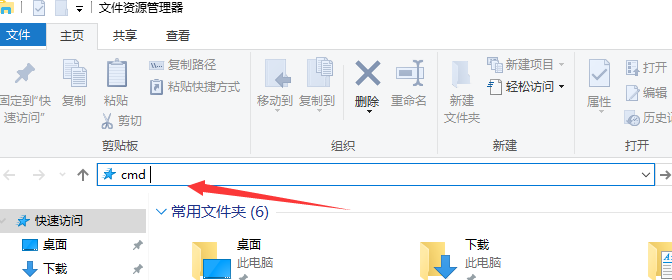 文件资源管理器
文件 主页 共享 查看
固定到"快速访问"
复制
粘贴
复制路径
粘贴快捷方式
剪切
剪贴板
移动到
复制到
删除
重命名
组织
新建文件夹
新建项目
轻松访问
新建
属性
打开
编辑
历史记
打开
cmd
快速访问
桌面
下载
常用文件夹 (6)
桌面
此电脑
下载
此电脑